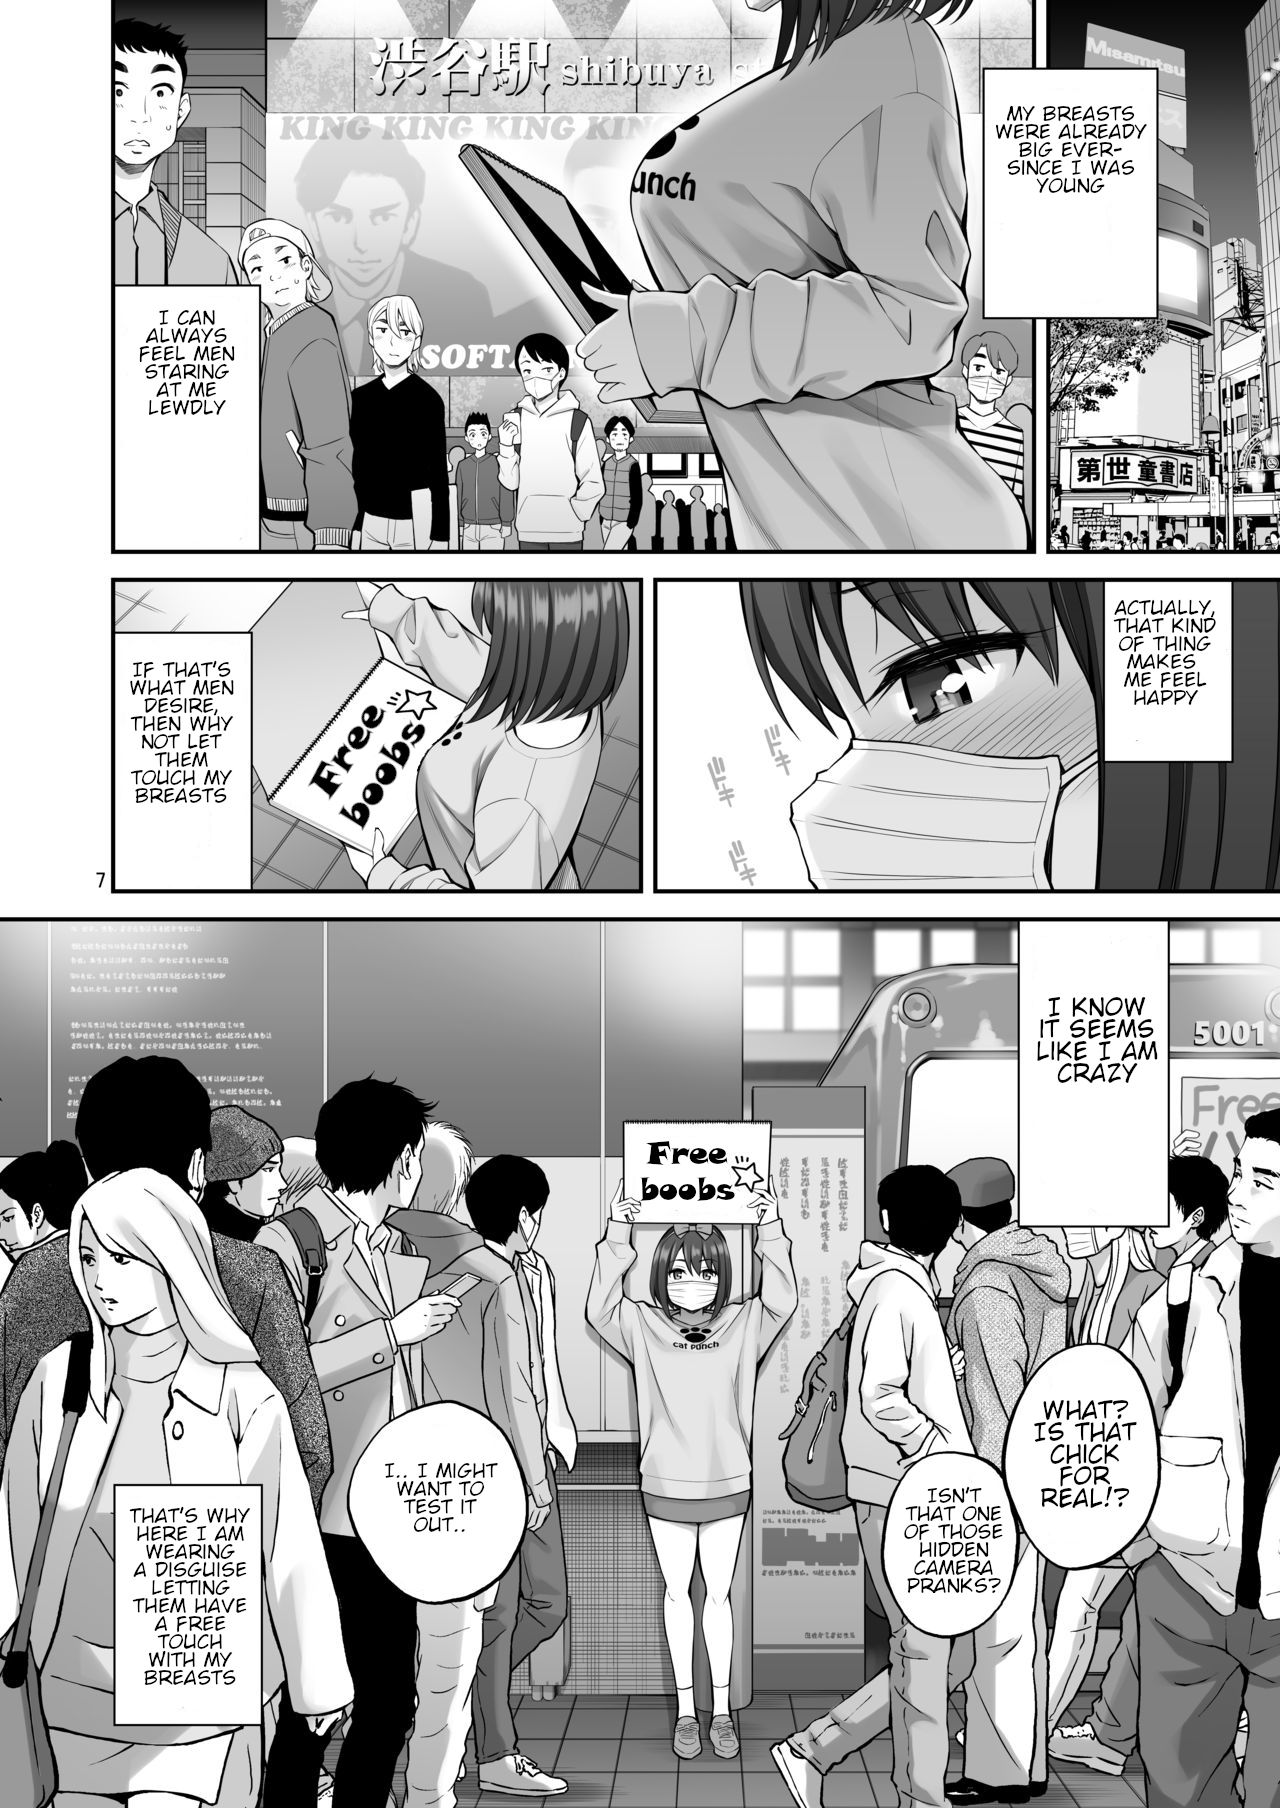 MY BREASTS
WERE ALREADY
BIG EVER-
SINCE I WAS
YOUNG
Misamitsu
第世童書店
渋谷駅 shibuya st
KING KING KING KING
SOFT
punch
I CAN
ALWAYS
FEEL MEN
STARING
AT ME
LEWDLY
ACTUALLY,
THAT KIND
OF THING
MAKES
ME FEEL
HAPPY
ドキ
ドキ
IF THAT'S
WHAT MEN
DESIRE,
THEN WHY
NOT LET
THEM
TOUCH MY
BREASTS
Free
boobs
7
I KNOW
IT SEEMS
LIKE I AM
CRAZY
5001
Free
Free
boobs
cat punch
WHAT?
IS THAT
CHICK
FOR
REAL!?
ISN'T
THAT ONE
OF THOSE
HIDDEN
CAMERA
PRANKS?
I.. I MIGHT
WANT TO
TEST IT
OUT..
THAT'S WHY
HERE I AM
WEARING
A DISGUISE
LETTING
THEM HAVE
A FREE
TOUCH
WITH MY
BREASTS